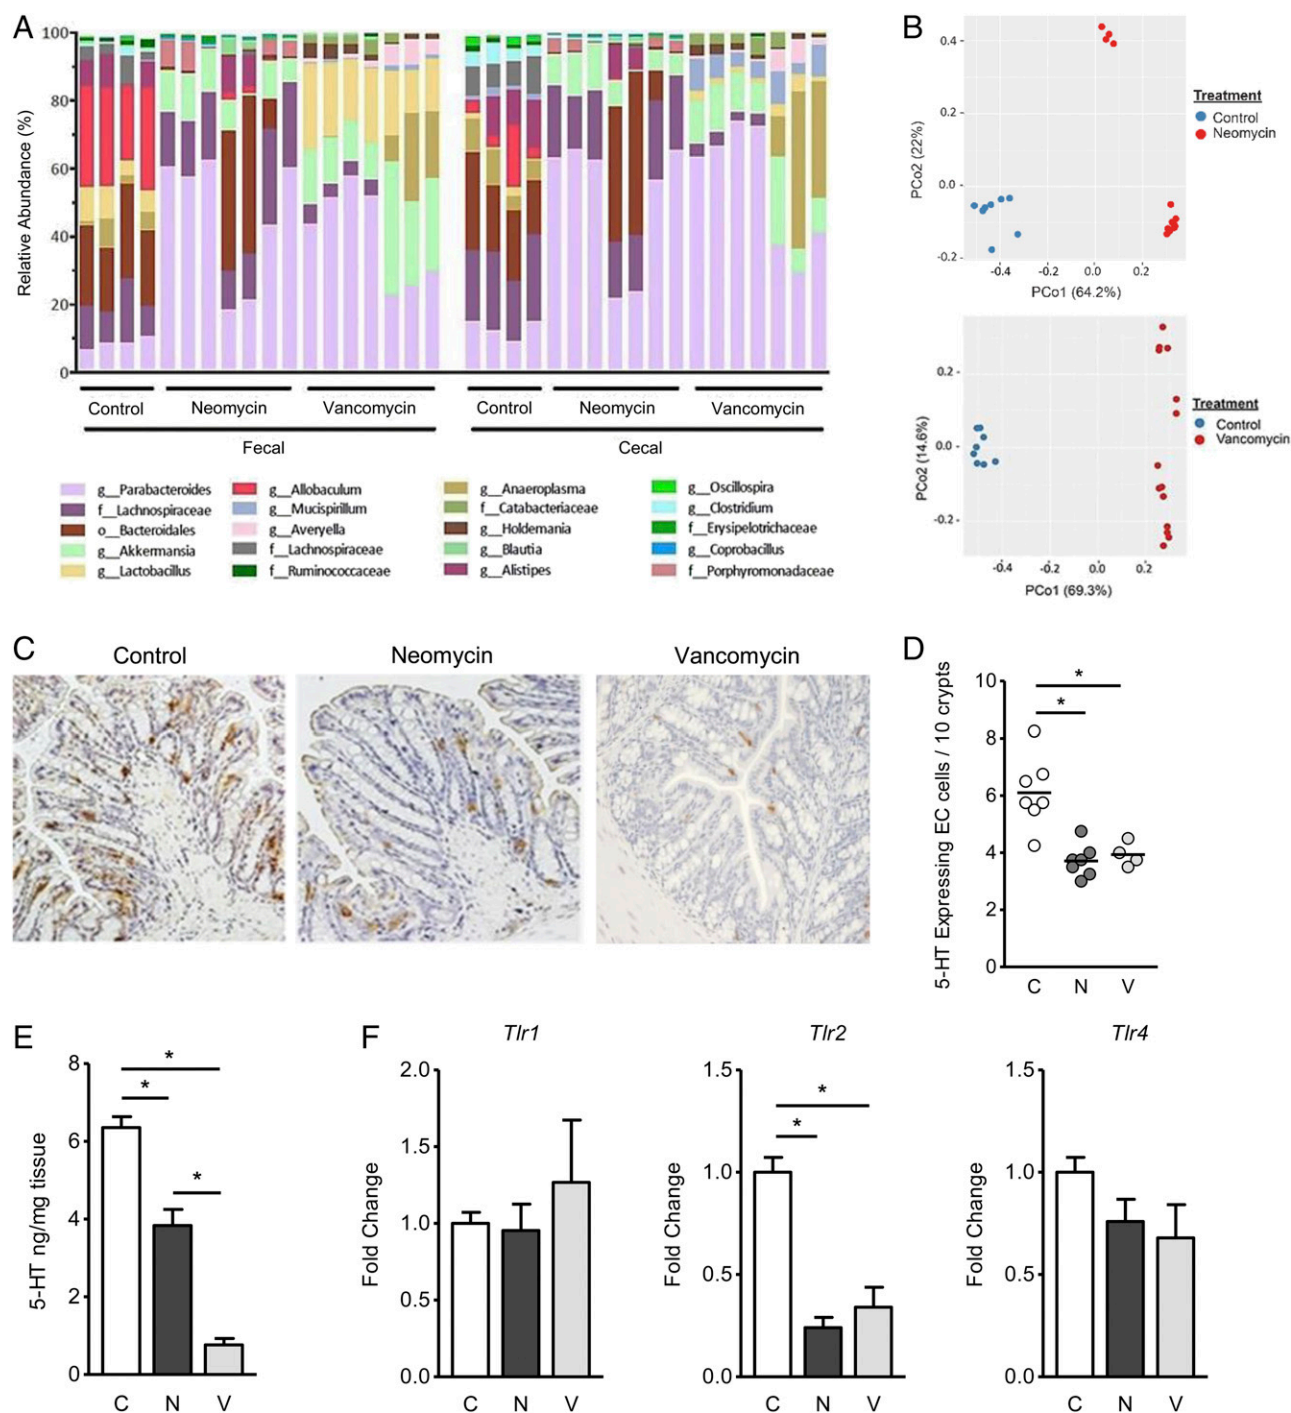 A
Relative Abundance (%)
100
80
60
40
20
0
Control Neomycin Vancomycin Control Neomycin Vancomycin
Fecal Cecal
g__Parabacteroides g__Allobaculum g__Anaeroplasma g__Oscillospira
f__Lachnospiraceae g__Mucispirillum f__Catabacteriaceae g__Clostridium
o__Bacteroidales g__Averyella g__Holdemania f__Erysipelotrichaceae
g__Akkermansia f__Lachnospiraceae g__Blautia g__Coprobacillus
g__Lactobacillus f__Ruminococcaceae g__Alistipes f__Porphyromonadaceae
B
PCo2 (22%)
0.4
0.2
0.0
-0.2
-0.4 -0.2 0.0 0.2
PCo1 (64.2%)
Treatment
Control
Neomycin
PCo2 (14.6%)
0.2
0.0
-0.2
-0.4 -0.2 0.0 0.2
PCo1 (69.3%)
Treatment
Control
Vancomycin
C
Control Neomycin Vancomycin
D
5-HT Expressing EC cells / 10 crypts
10
8
6
4
2
0
*
*
C N V
E
5-HT ng/mg tissue
8
6
4
2
0
*
*
*
C N V
F
Tlr1
Fold Change
2.0
1.5
1.0
0.5
0.0
C N V
Tlr2
Fold Change
1.5
1.0
0.5
0.0
*
*
C N V
Tlr4
Fold Change
1.5
1.0
0.5
0.0
C N V